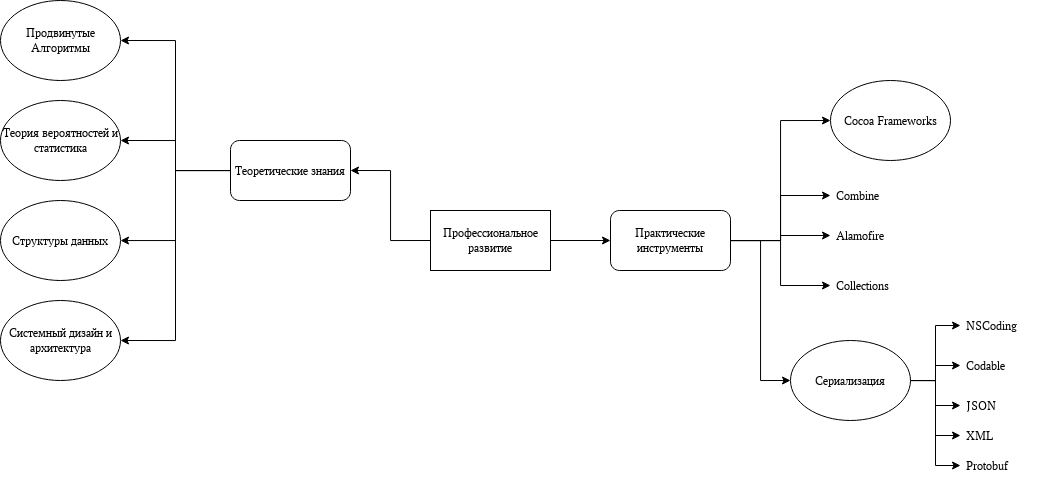 Продвинутые
Алгоритмы
Теория вероятностей и
статистика
Структуры данных
Системный дизайн и
архитектура
Теоретические знания
Профессиональное
развитие
Практические
инструменты
Cocoa Frameworks
Combine
Alamofire
Collections
Сериализация
NSCoding
Codable
JSON
XML
Protobuf